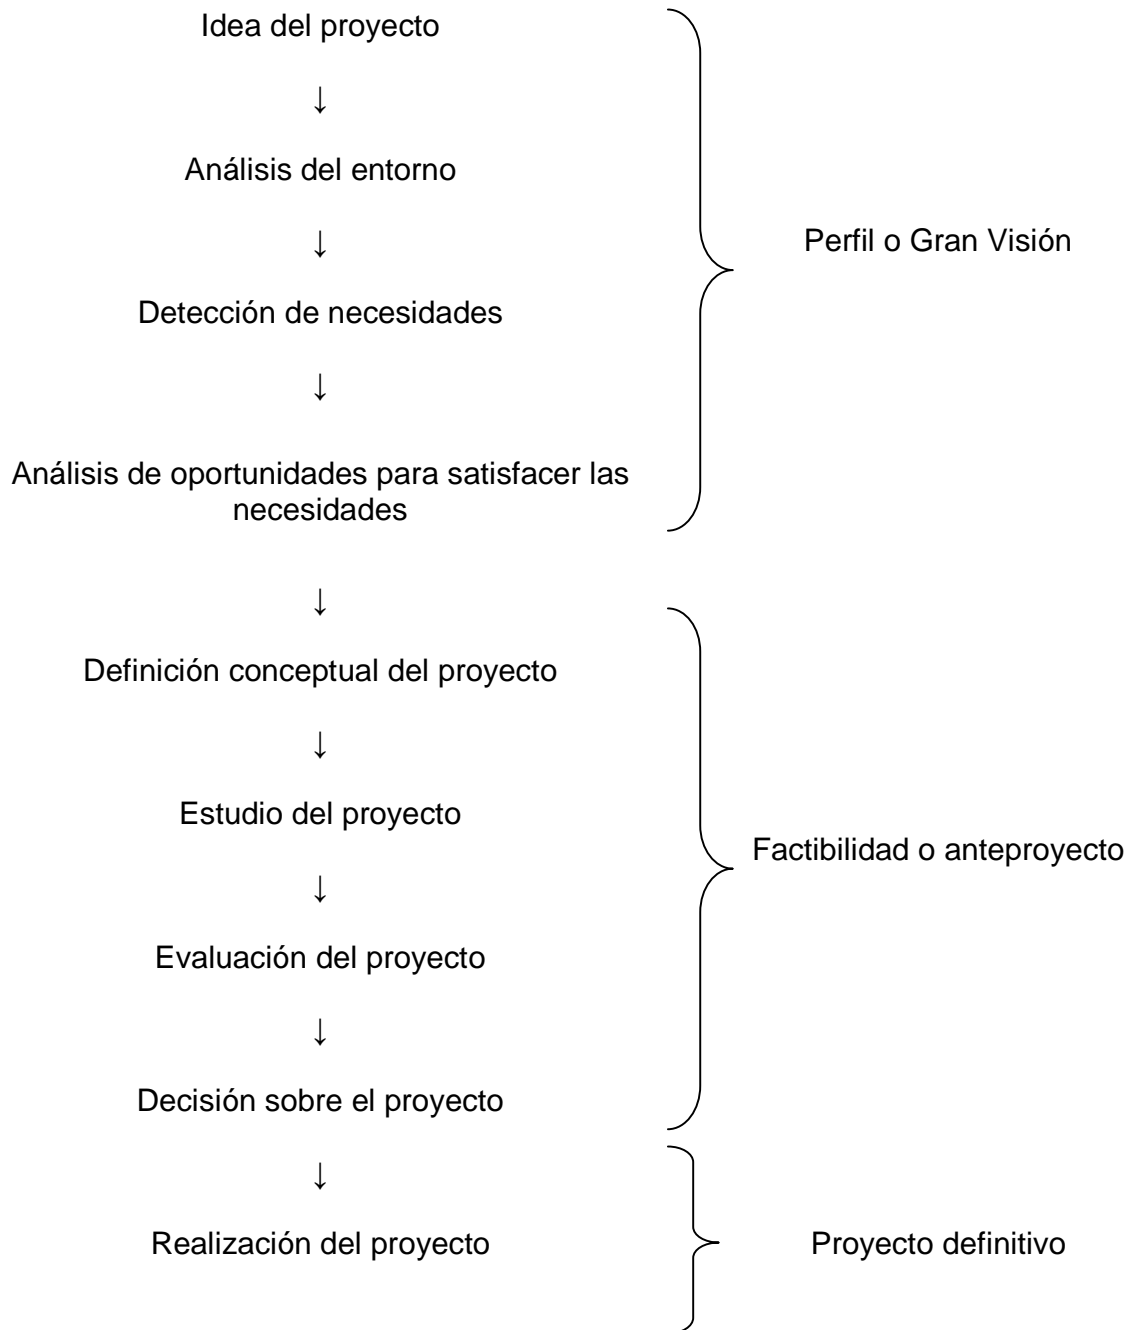 Idea del proyecto
↓
Análisis del entorno
↓
Perfil o Gran Visión
Detección de necesidades
↓
Análisis de oportunidades para satisfacer las
necesidades
↓
Definición conceptual del proyecto
↓
Estudio del proyecto
Factibilidad o anteproyecto
↓
Evaluación del proyecto
↓
Decisión sobre el proyecto
↓
Realización del proyecto
Proyecto definitivo